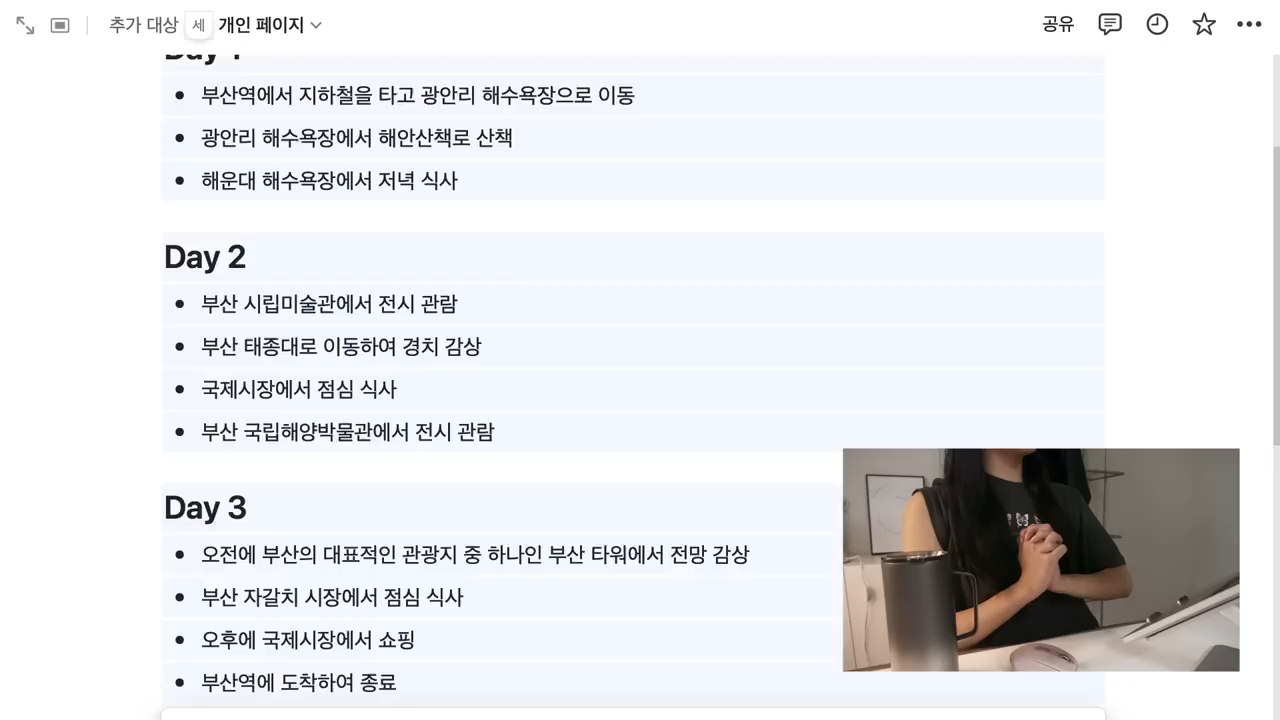 추가 대상 세 개인 페이지 공유
Day 1
부산역에서 지하철을 타고 광안리 해수욕장으로 이동
광안리 해수욕장에서 해안산책로 산책
해운대 해수욕장에서 저녁 식사
Day 2
부산 시립미술관에서 전시 관람
부산 태종대로 이동하여 경치 감상
국제시장에서 점심 식사
부산 국립해양박물관에서 전시 관람
Day 3
오전에 부산의 대표적인 관광지 중 하나인 부산 타워에서 전망 감상
부산 자갈치 시장에서 점심 식사
오후에 국제시장에서 쇼핑
부산역에 도착하여 종료